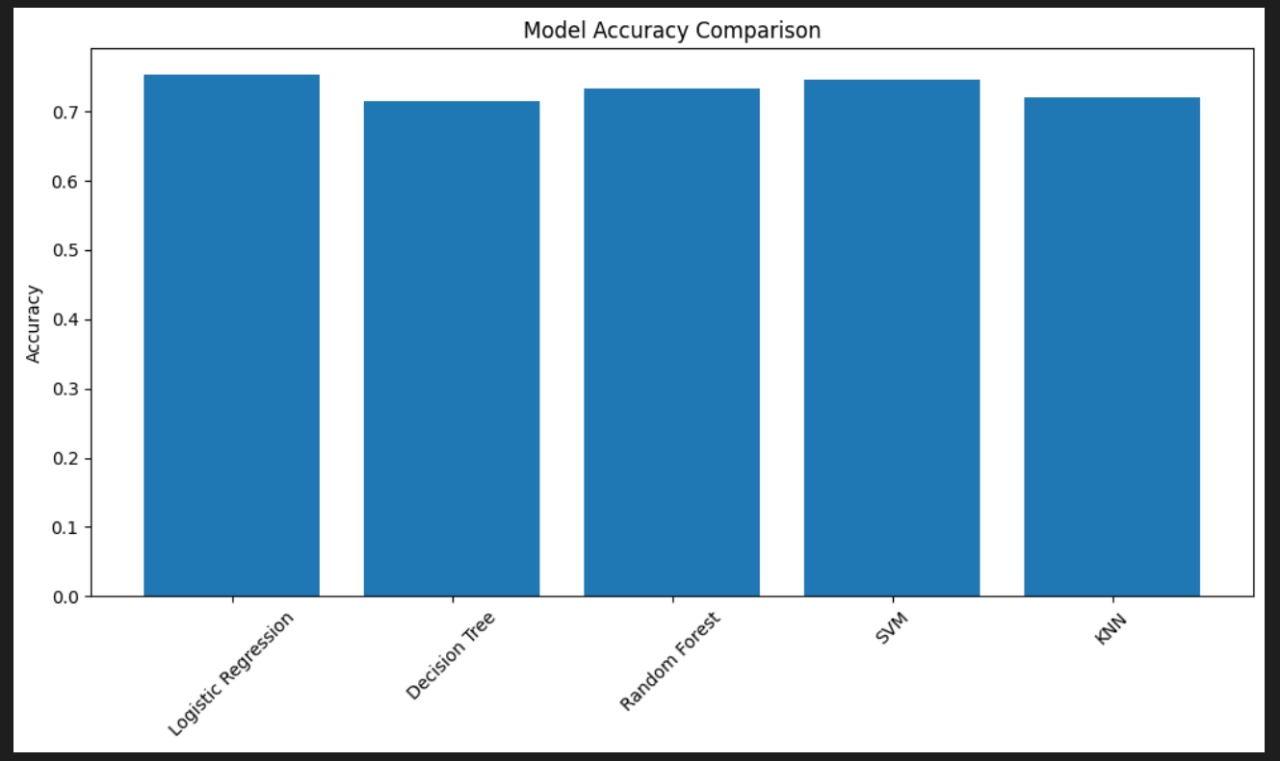 Model Accuracy Comparison
Accuracy
0.7
0.6
0.5
0.4
0.3
0.2
0.1
0.0
Logistic Regression
Decision Tree
Random Forest
SVM
KNN